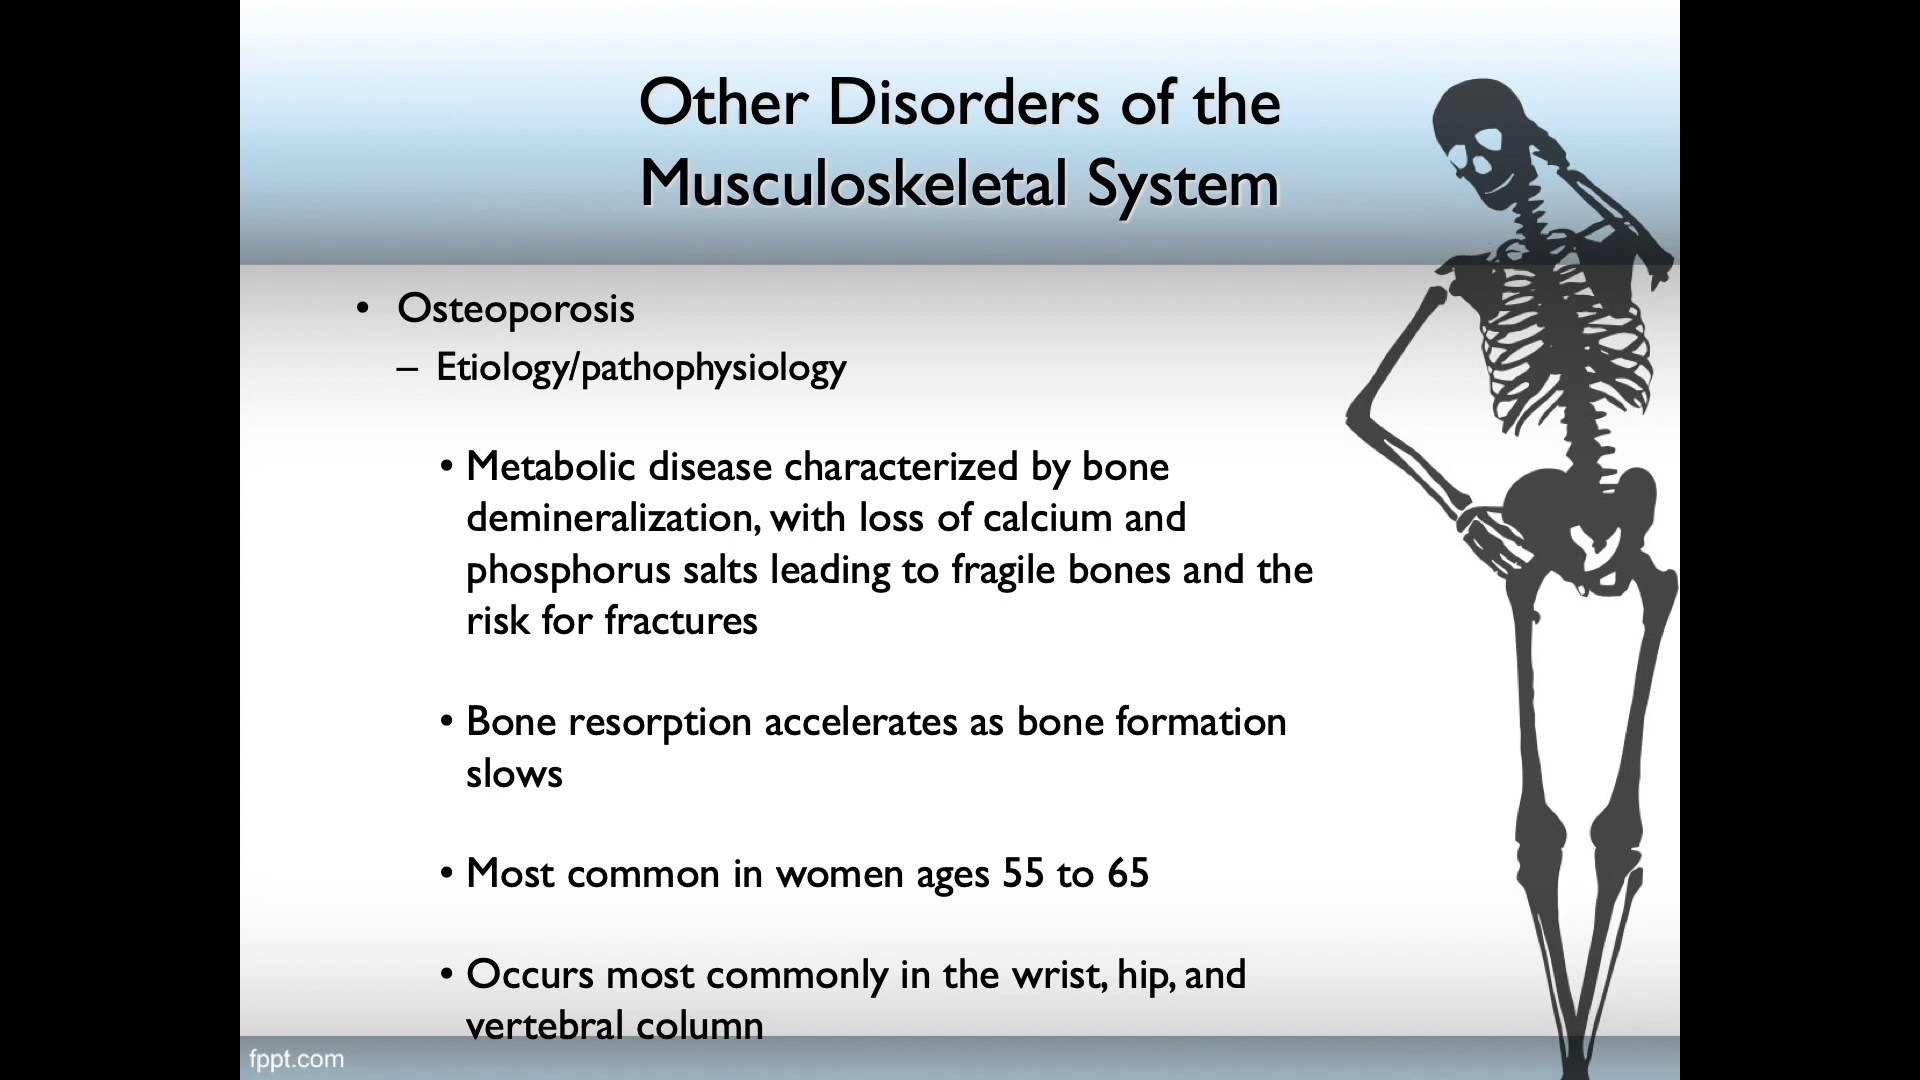 Other Disorders of the
Musculoskeletal System
• Osteoporosis
– Etiology/pathophysiology
• Metabolic disease characterized by bone
demineralization, with loss of calcium and
phosphorus salts leading to fragile bones and the
risk for fractures
• Bone resorption accelerates as bone formation
slows
• Most common in women ages 55 to 65
• Occurs most commonly in the wrist, hip, and
vertebral column
fppt.com